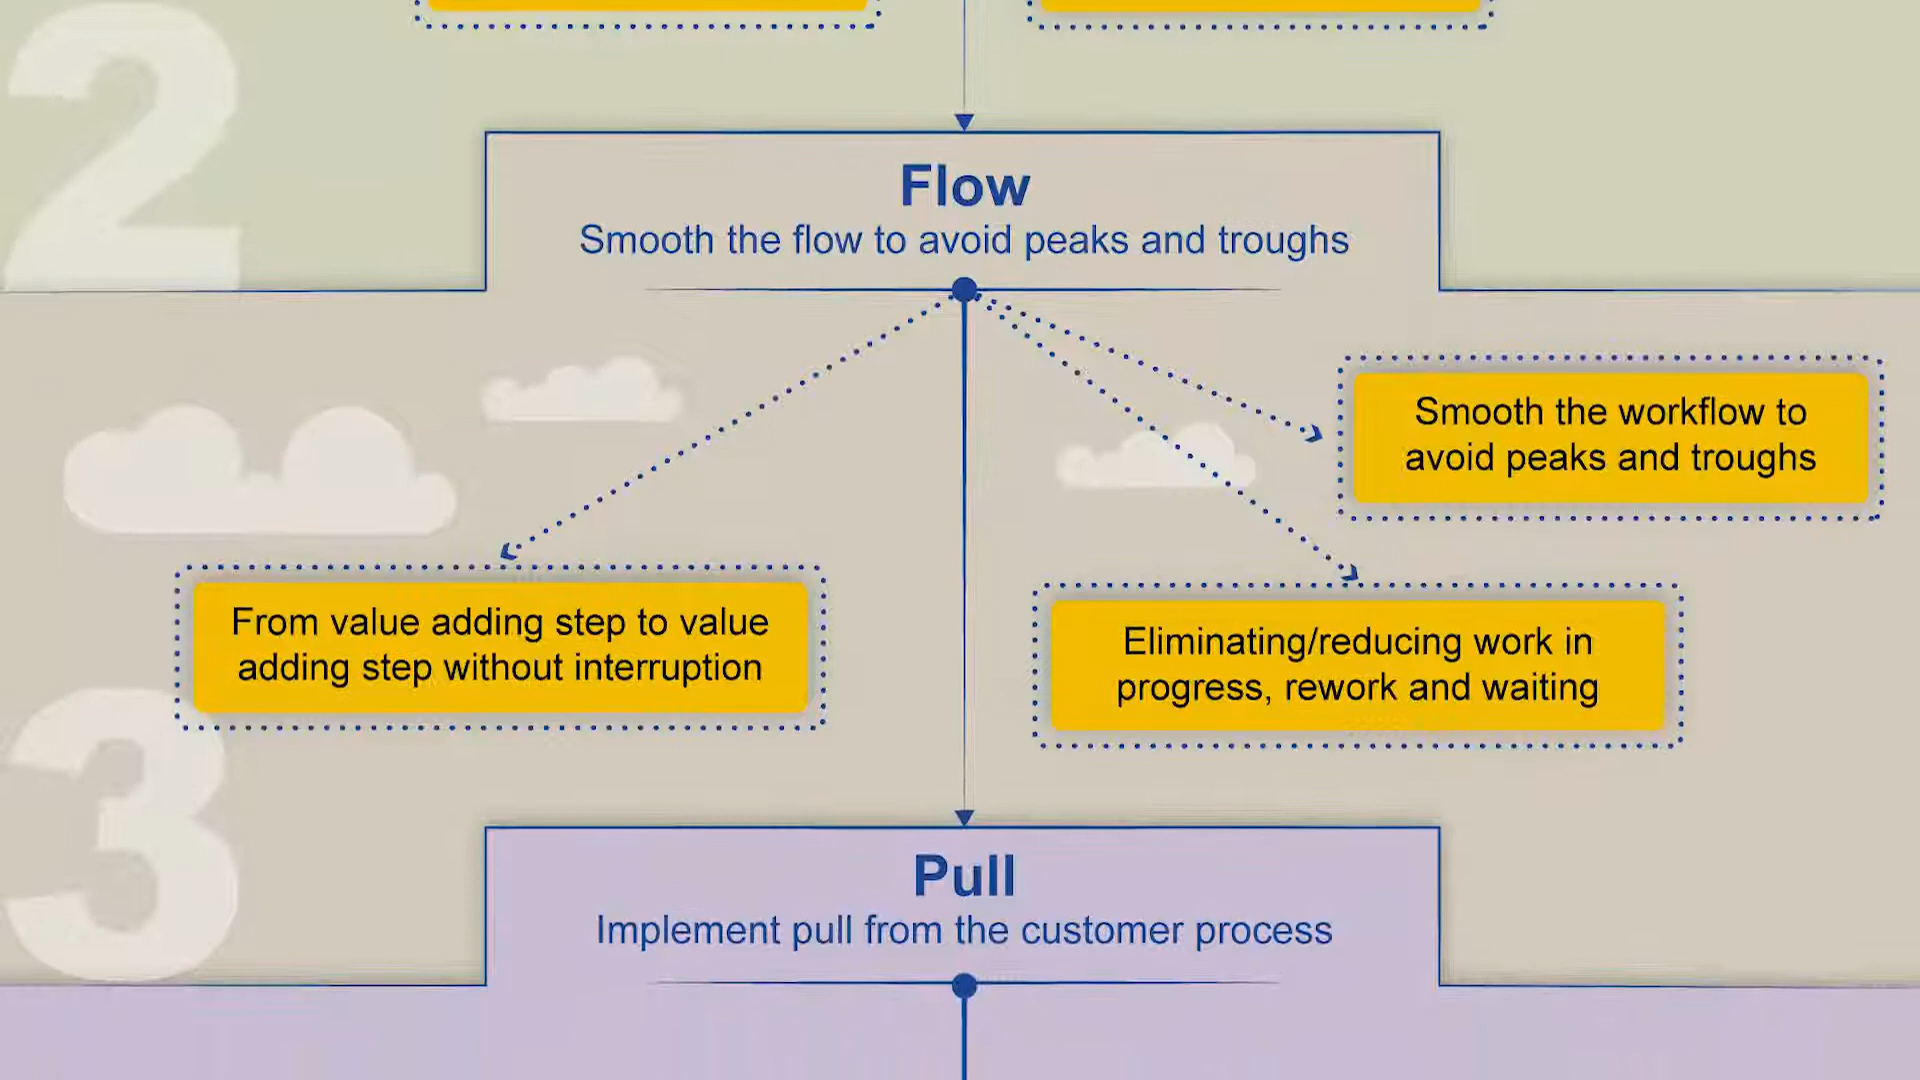 2
Flow
Smooth the flow to avoid peaks and troughs
Smooth the workflow to
avoid peaks and troughs
From value adding step to value
adding step without interruption
Eliminating/reducing work in
progress, rework and waiting
3
Pull
Implement pull from the customer process